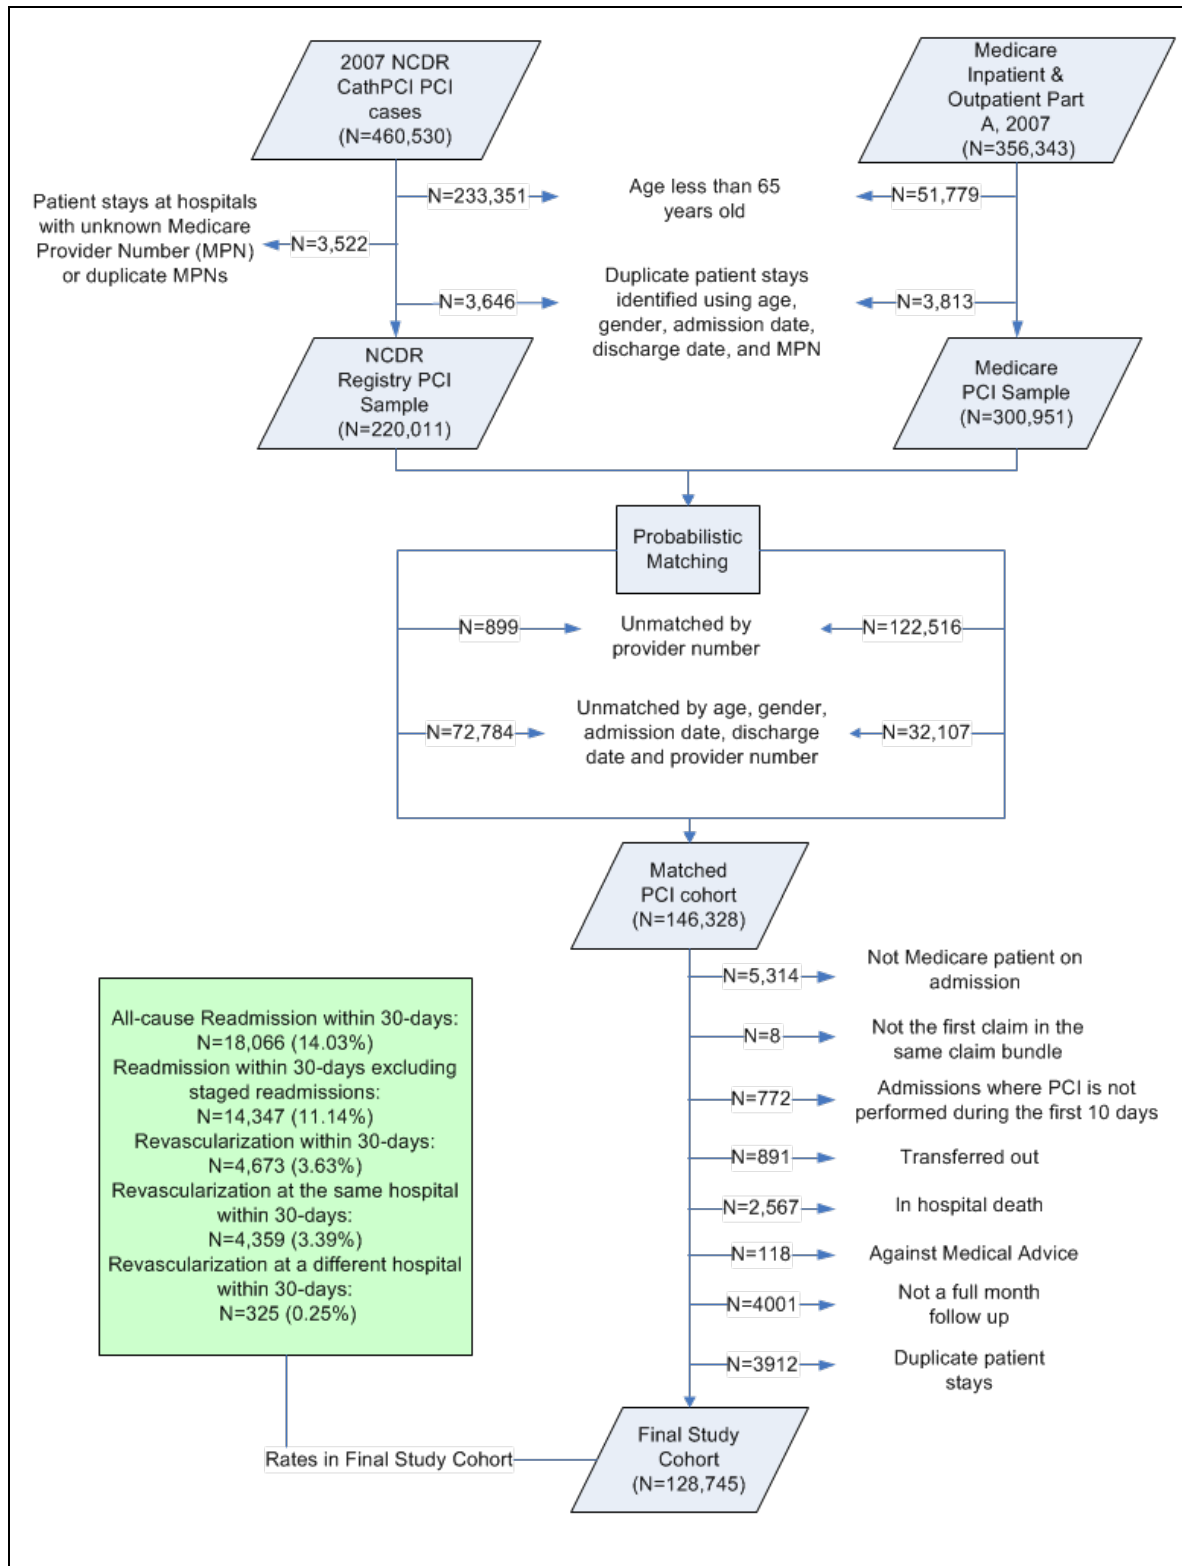 2007 NCDR
CathPCI PCI
cases
(N=460,530)
Medicare
Inpatient &
Outpatient Part
A, 2007
(N=356,343)
N=233,351
Age less than 65
years old
N=51,779
Patient stays at hospitals
with unknown Medicare
Provider Number (MPN)
or duplicate MPNs
N=3,522
N=3,646
Duplicate patient stays
identified using age,
gender, admission date,
discharge date, and MPN
N=3,813
NCDR
Registry PCI
Sample
(N=220,011)
Medicare
PCI Sample
(N=300,951)
Probabilistic
Matching
N=899
Unmatched by
provider number
N=122,516
N=72,784
Unmatched by age, gender,
admission date, discharge
date and provider number
N=32,107
Matched
PCI cohort
(N=146,328)
N=5,314
Not Medicare patient on
admission
N=8
Not the first claim in the
same claim bundle
N=772
Admissions where PCI is not
performed during the first 10 days
N=891
Transferred out
N=2,567
In hospital death
N=118
Against Medical Advice
N=4001
Not a full month
follow up
N=3912
Duplicate patient
stays
All-cause Readmission within 30-days:
N=18,066 (14.03%)
Readmission within 30-days excluding
staged readmissions:
N=14,347 (11.14%)
Revascularization within 30-days:
N=4,673 (3.63%)
Revascularization at the same hospital
within 30-days:
N=4,359 (3.39%)
Revascularization at a different hospital
within 30-days:
N=325 (0.25%)
Rates in Final Study Cohort
Final Study
Cohort
(N=128,745)